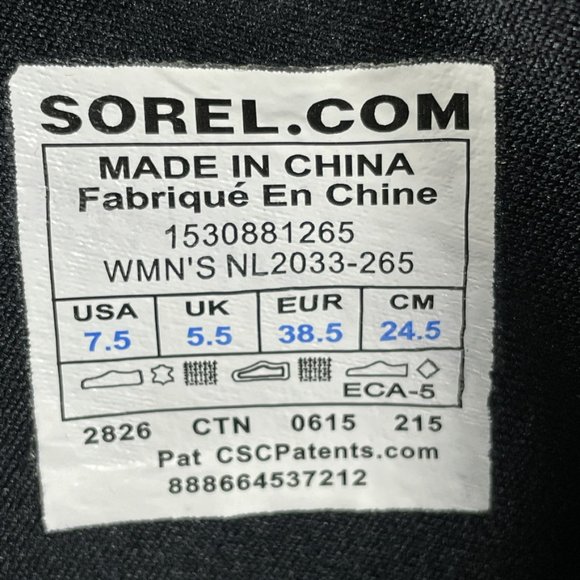 SOREL.COM
MADE IN CHINA
Fabriqué En Chine
1530881265
WMN'S NL2033-265
USA UK EUR CM
7.5 5.5 38.5 24.5
ECA-5
2826 CTN 0615 215
Pat CSCPatents.com
888664537212